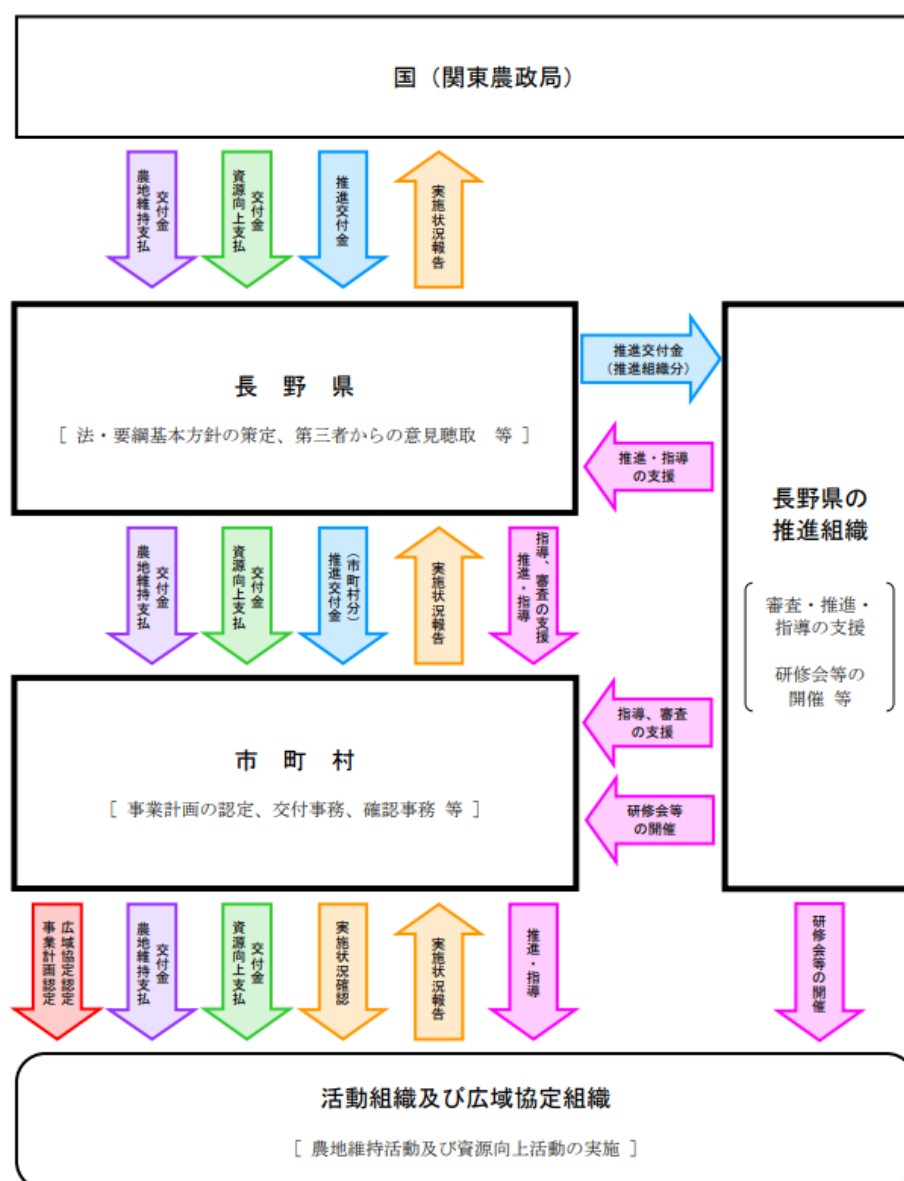 国（関東農政局）
農地維持支払
交付金
資源向上支払
交付金
推進交付金
実施状況報告
長　野　県
［ 法・要綱基本方針の策定、第三者からの意見聴取　等 ］
推進交付金
（推進組織分）
推進・指導
の支援
長野県の
推進組織
審査・推進・
指導の支援
研修会等の
開催 等
農地維持支払
交付金
資源向上支払
交付金
推進交付金
（市町村分）
実施状況報告
指導、審査の支援
推進・指導
市　町　村
［ 事業計画の認定、交付事務、確認事務 等 ］
指導、審査
の支援
研修会等
の開催
広域協定認定
事業計画認定
農地維持支払
交付金
資源向上支払
交付金
実施状況確認
実施状況報告
推進・指導
研修会等の開催
活動組織及び広域協定組織
［ 農地維持活動及び資源向上活動の実施 ］